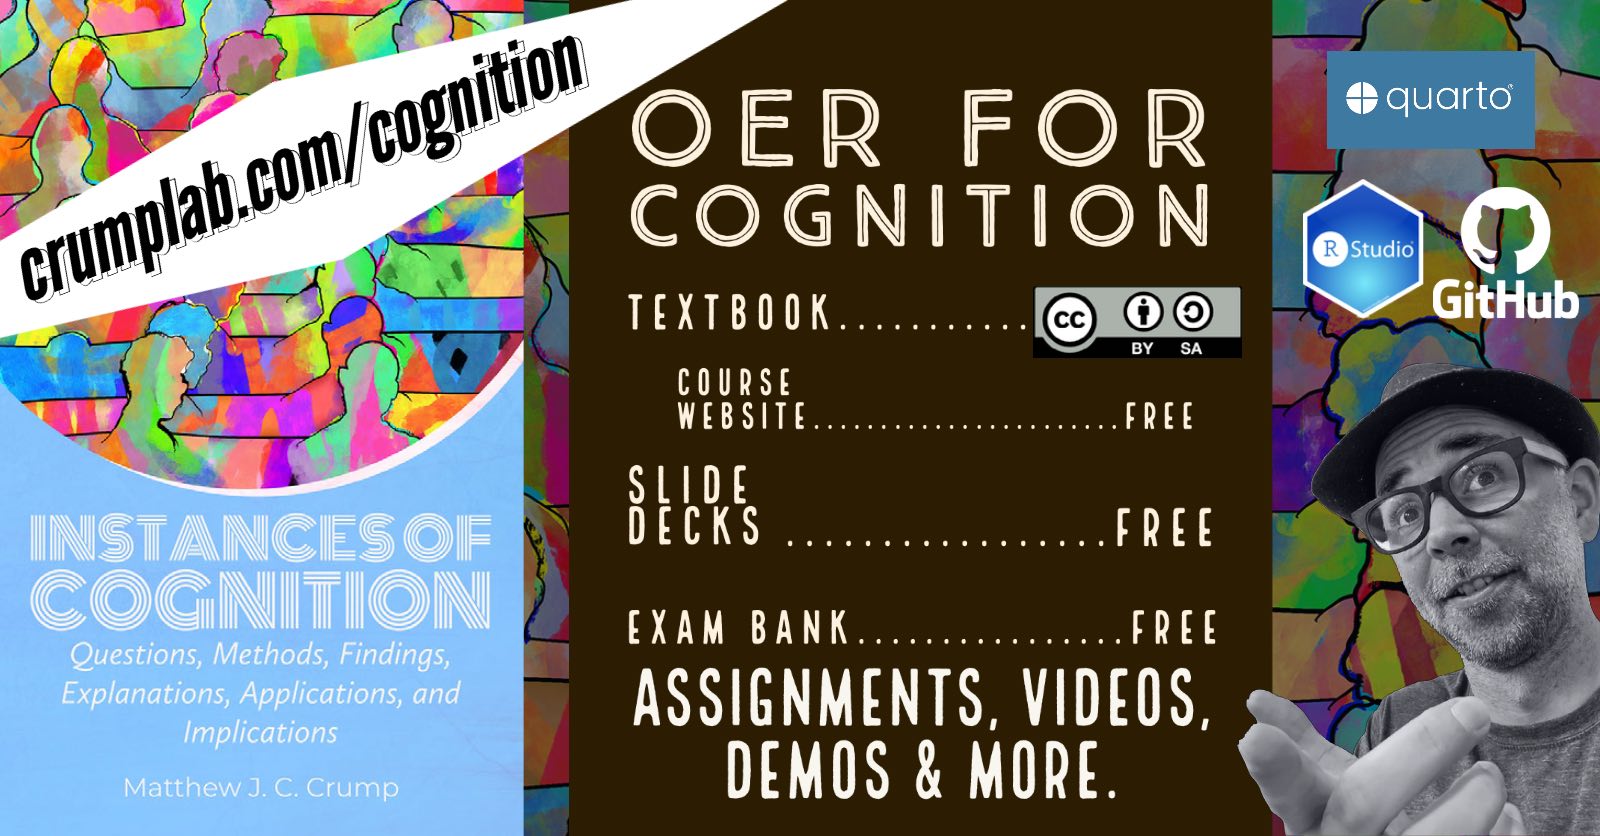 crumplab.com/cognition
INSTANCES OF
COGNITION
Questions, Methods, Findings,
Explanations, Applications, and
Implications
Matthew J. C. Crump
OER FOR
COGNITION
TEXTBOOK...........
cc BY SA
COURSE
WEBSITE.......................FREE
SLIDE
DECKS ..................FREE
EXAM BANK................FREE
ASSIGNMENTS, VIDEOS,
DEMOS & MORE.
quarto®
R Studio®
GitHub